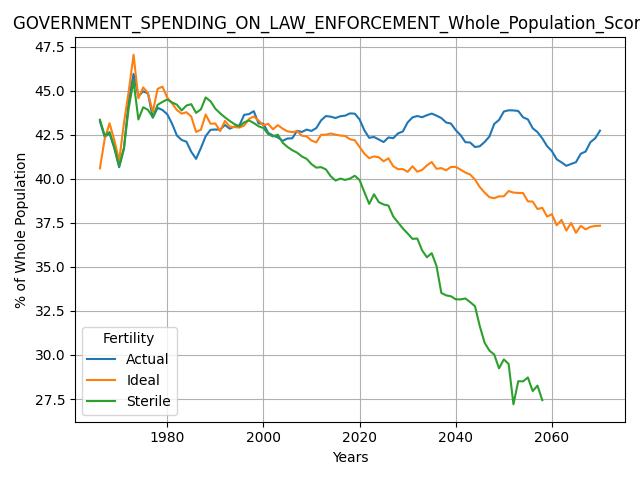 GOVERNMENT_SPENDING_ON_LAW_ENFORCEMENT_Whole_Population_Scor
47.5
45.0
42.5
40.0
37.5
35.0
32.5
30.0
27.5
% of Whole Population
Fertility
Actual
Ideal
Sterile
1980 2000 2020 2040 2060
Years